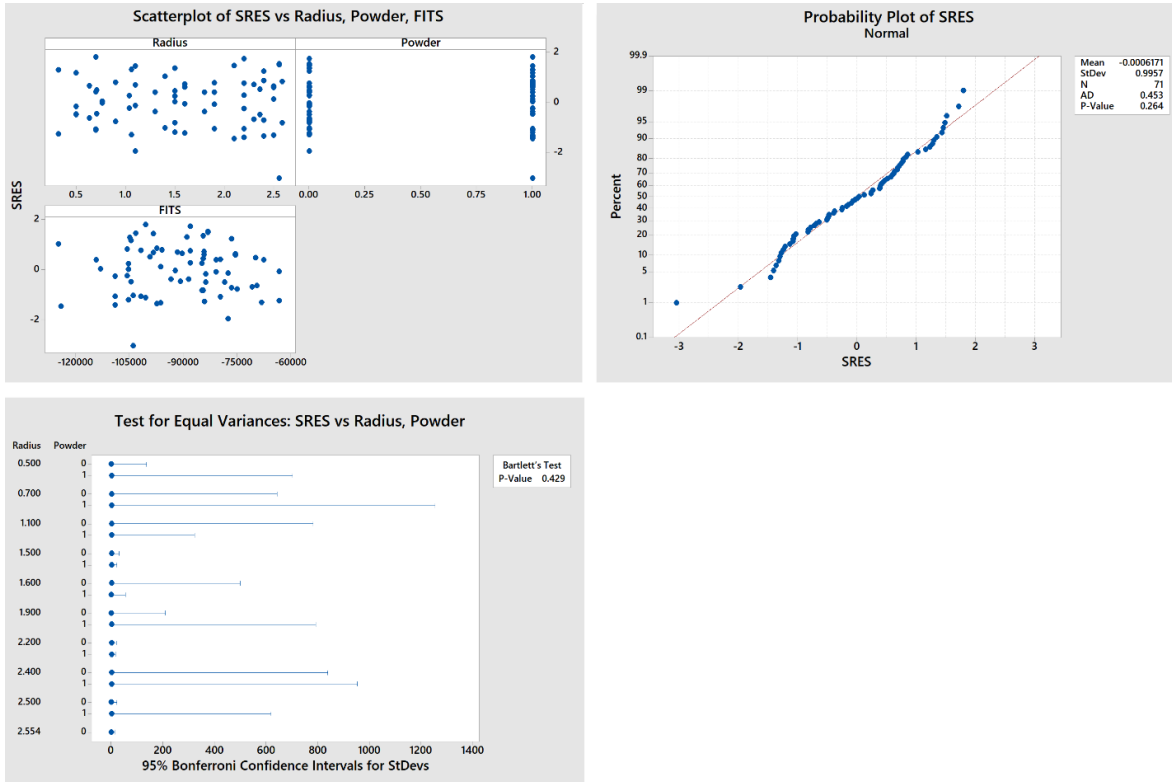 Scatterplot of SRES vs Radius, Powder, FITS
Radius Powder
2
0
-2
0.5 1.0 1.5 2.0 2.5 0.00 0.25 0.50 0.75 1.00
SRES
FITS
2
0
-2
-120000 -105000 -90000 -75000 -60000
Probability Plot of SRES
Normal
99.9
99
95
90
80
70
60
50
40
30
20
10
5
1
0.1
Percent
-3 -2 -1 0 1 2 3
SRES
Mean -0.0006171
StDev 0.9957
N 71
AD 0.453
P-Value 0.264
Test for Equal Variances: SRES vs Radius, Powder
Radius Powder
0.500 0
1
0.700 0
1
1.100 0
1
1.500 0
1
1.600 0
1
1.900 0
1
2.200 0
1
2.400 0
1
2.500 0
1
2.554 0
0 200 400 600 800 1000 1200 1400
95% Bonferroni Confidence Intervals for StDevs
Bartlett's Test
P-Value 0.429